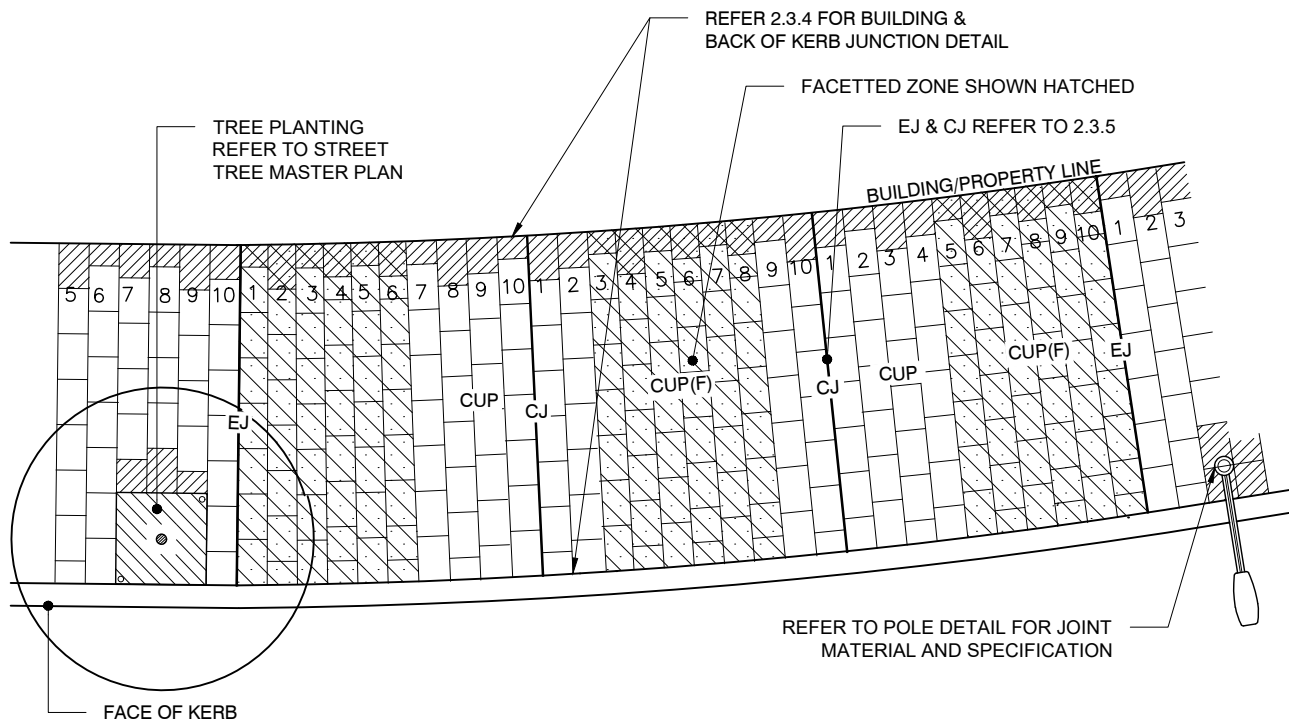 REFER 2.3.4 FOR BUILDING &
BACK OF KERB JUNCTION DETAIL
FACETTED ZONE SHOWN HATCHED
TREE PLANTING
REFER TO STREET
TREE MASTER PLAN
EJ & CJ REFER TO 2.3.5
BUILDING/PROPERTY LINE
5 6 7 8 9 10 1 2 3 4 5 6 7 8 9 10 1 2 3 4 5 6 7 8 9 10 1 2 3 4 5 6 7 8 9 10 1 2 3
EJ CUP CJ CUP(F) CJ CUP CUP(F) EJ
REFER TO POLE DETAIL FOR JOINT
MATERIAL AND SPECIFICATION
FACE OF KERB